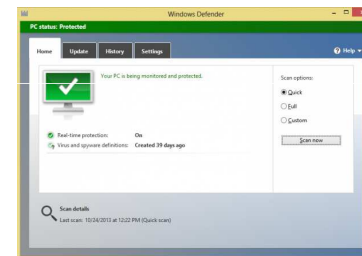 Windows Defender
PC status: Protected
Home Update History Settings Help
Your PC is being monitored and protected.
Scan options:
Quick
Full
Custom
Scan now
Real-time protection: On
Virus and spyware definitions: Created 39 days ago
Scan details
Last scan: 10/24/2013 at 12:22 PM (Quick scan)